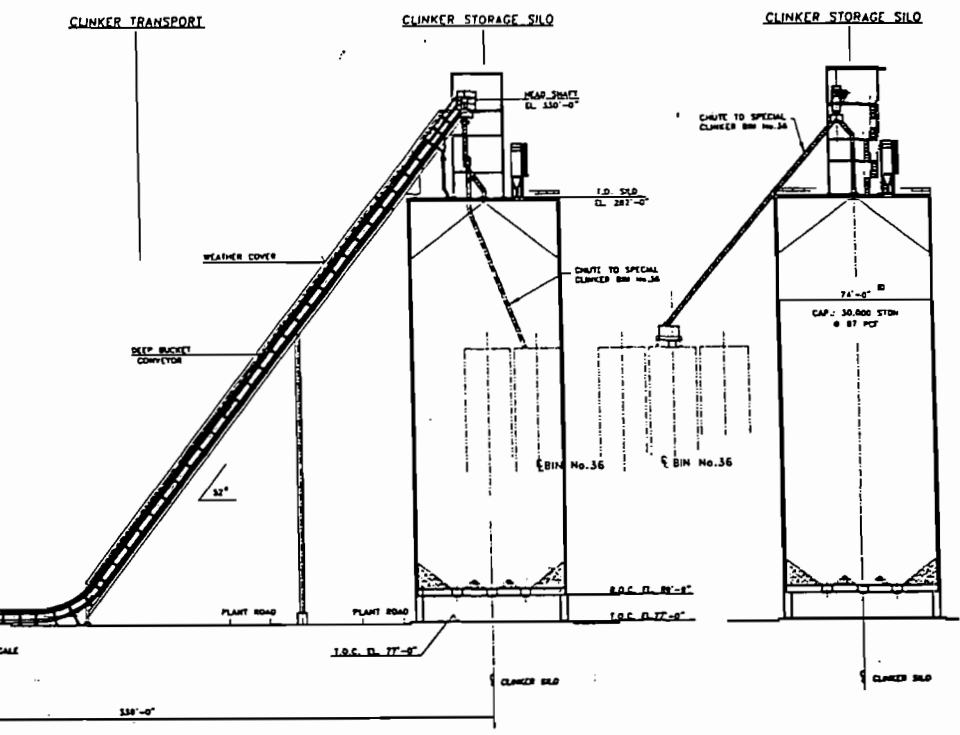 CLINKER TRANSPORT
CLINKER STORAGE SILO
CLINKER STORAGE SILO
HEAD SHAFT
EL. 330'-0"
CHUTE TO SPECIAL
CLINKER BIN No.36
T.O. SILO
EL. 282'-0"
WEATHER COVER
CHUTE TO SPECIAL
CLINKER BIN No.36
74'-0" ID
CAP.: 30,000 STON
@ 87 PCF
DEEP BUCKET
CONVEYOR
℄ BIN No.36
℄ BIN No.36
52°
PLANT ROAD
PLANT ROAD
T.O.C. EL. 77'-0"
T.O.C. EL. 77'-0"
℄ CLINKER SILO
℄ CLINKER SILO